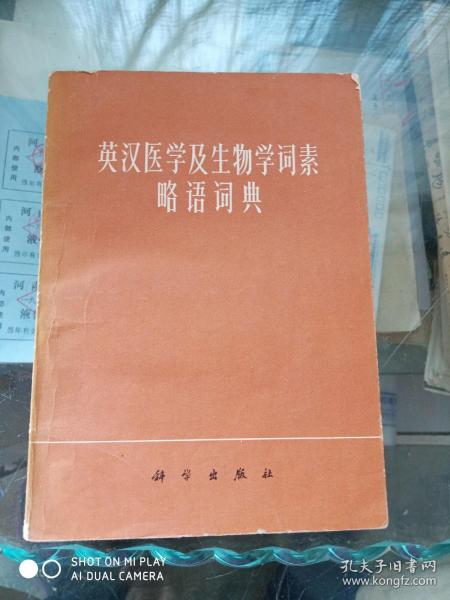 英汉医学及生物学词素
略语词典
科学出版社
SHOT ON MI PLAY
AI DUAL CAMERA
孔夫子旧书网
www.kongfz.com